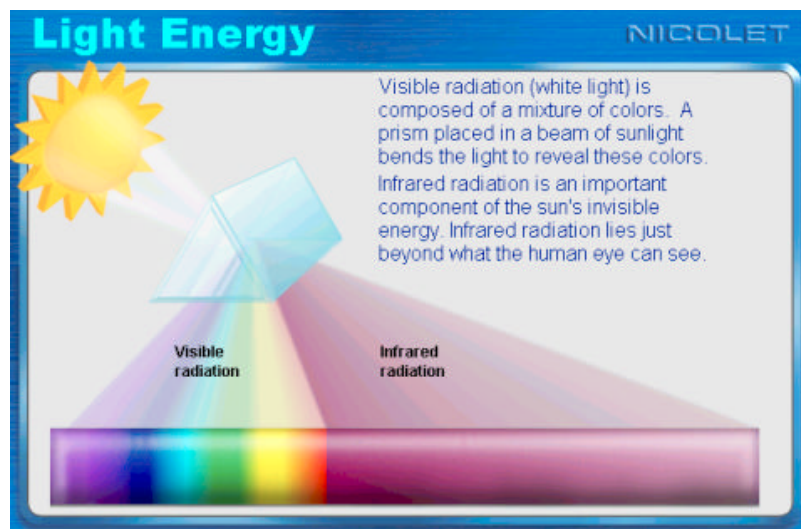 Light Energy
NICOLET
Visible radiation (white light) is
composed of a mixture of colors. A
prism placed in a beam of sunlight
bends the light to reveal these colors.
Infrared radiation is an important
component of the sun's invisible
energy. Infrared radiation lies just
beyond what the human eye can see.
Visible
radiation
Infrared
radiation